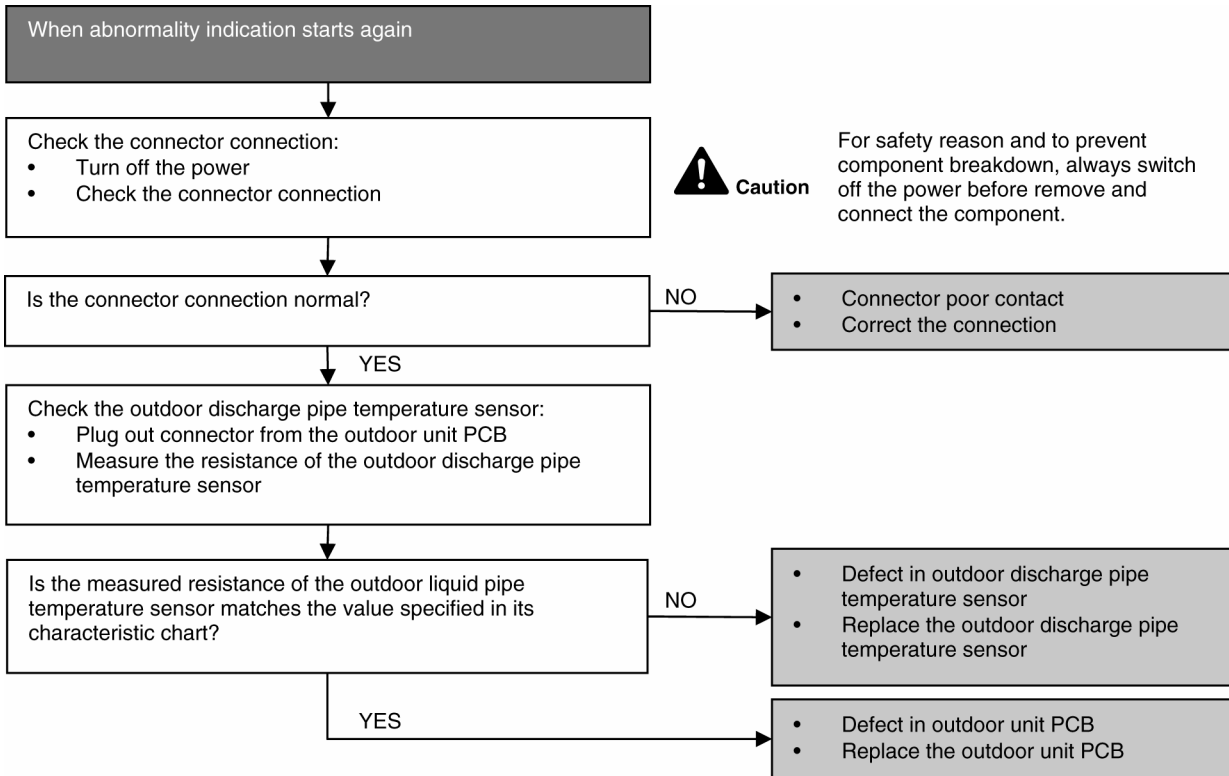 When abnormality indication starts again
Check the connector connection:
• Turn off the power
• Check the connector connection
Caution
For safety reason and to prevent
component breakdown, always switch
off the power before remove and
connect the component.
Is the connector connection normal?
NO
• Connector poor contact
• Correct the connection
YES
Check the outdoor discharge pipe temperature sensor:
• Plug out connector from the outdoor unit PCB
• Measure the resistance of the outdoor discharge pipe
temperature sensor
Is the measured resistance of the outdoor liquid pipe
temperature sensor matches the value specified in its
characteristic chart?
NO
• Defect in outdoor discharge pipe
temperature sensor
• Replace the outdoor discharge pipe
temperature sensor
YES
• Defect in outdoor unit PCB
• Replace the outdoor unit PCB